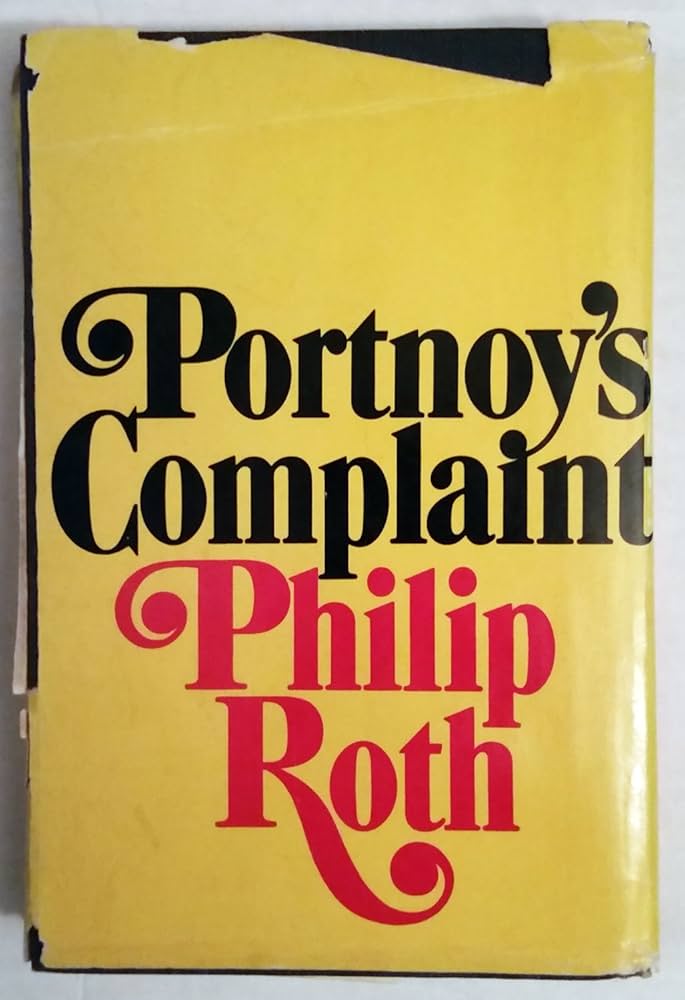 Portnoy's
Complaint
Philip
Roth